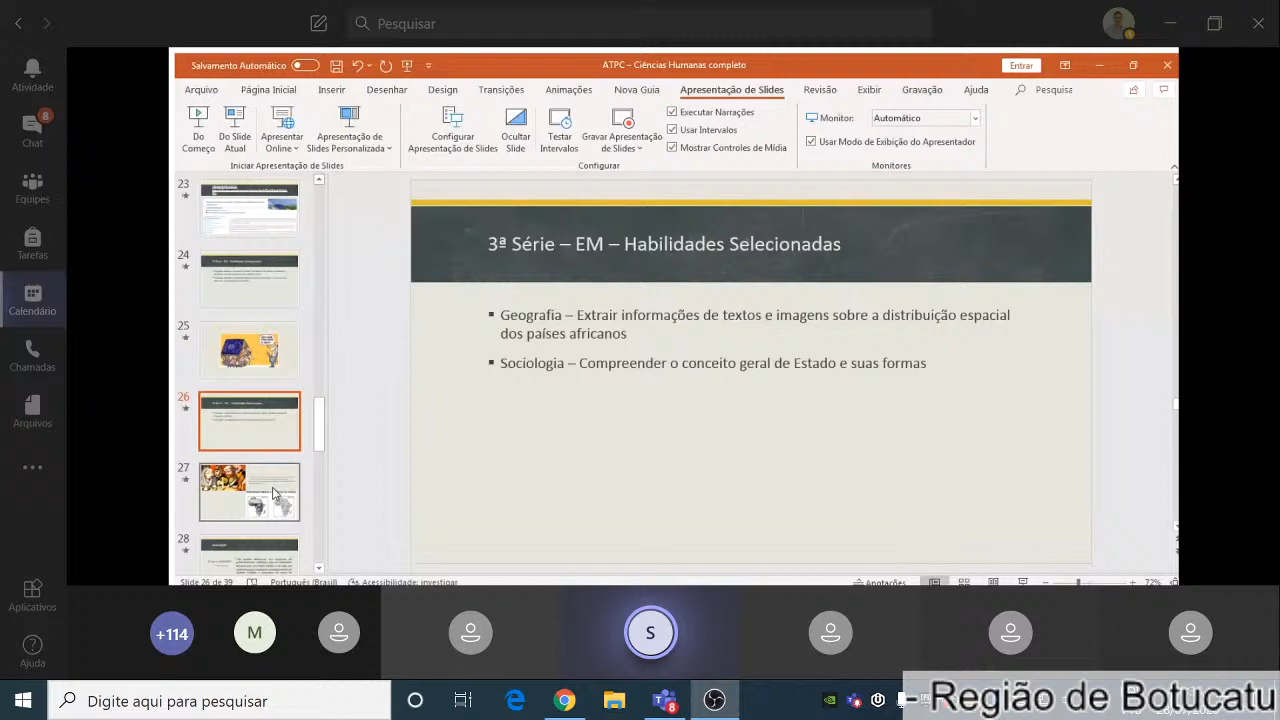 Pesquisar
Salvamento Automático
ATPC – Ciências Humanas completo
Entrar
Arquivo Página Inicial Inserir Desenhar Design Transições Animações Nova Guia Apresentação de Slides Revisão Exibir Gravação Ajuda Pesquisa
Do Começo
Do Slide Atual
Apresentar Online
Apresentação de Slides Personalizada
Configurar Apresentação de Slides
Ocultar Slide
Testar Intervalos
Gravar Apresentação de Slides
Executar Narrações
Usar Intervalos
Mostrar Controles de Mídia
Monitor: Automático
Usar Modo de Exibição do Apresentador
Iniciar Apresentação de Slides
Configurar
Monitores
Atividade
8
Chat
Equipes
Tarefas
Calendário
Chamadas
Arquivos
Aplicativos
Ajuda
23
24
25
26
27
28
3ª Série – EM – Habilidades Selecionadas
Geografia – Extrair informações de textos e imagens sobre a distribuição espacial
dos países africanos
Sociologia – Compreender o conceito geral de Estado e suas formas
Slide 26 de 39 Português (Brasil) Acessibilidade: investigar Anotações 72%
+114
M
S
Digite aqui para pesquisar
8
- Região de Botucatu